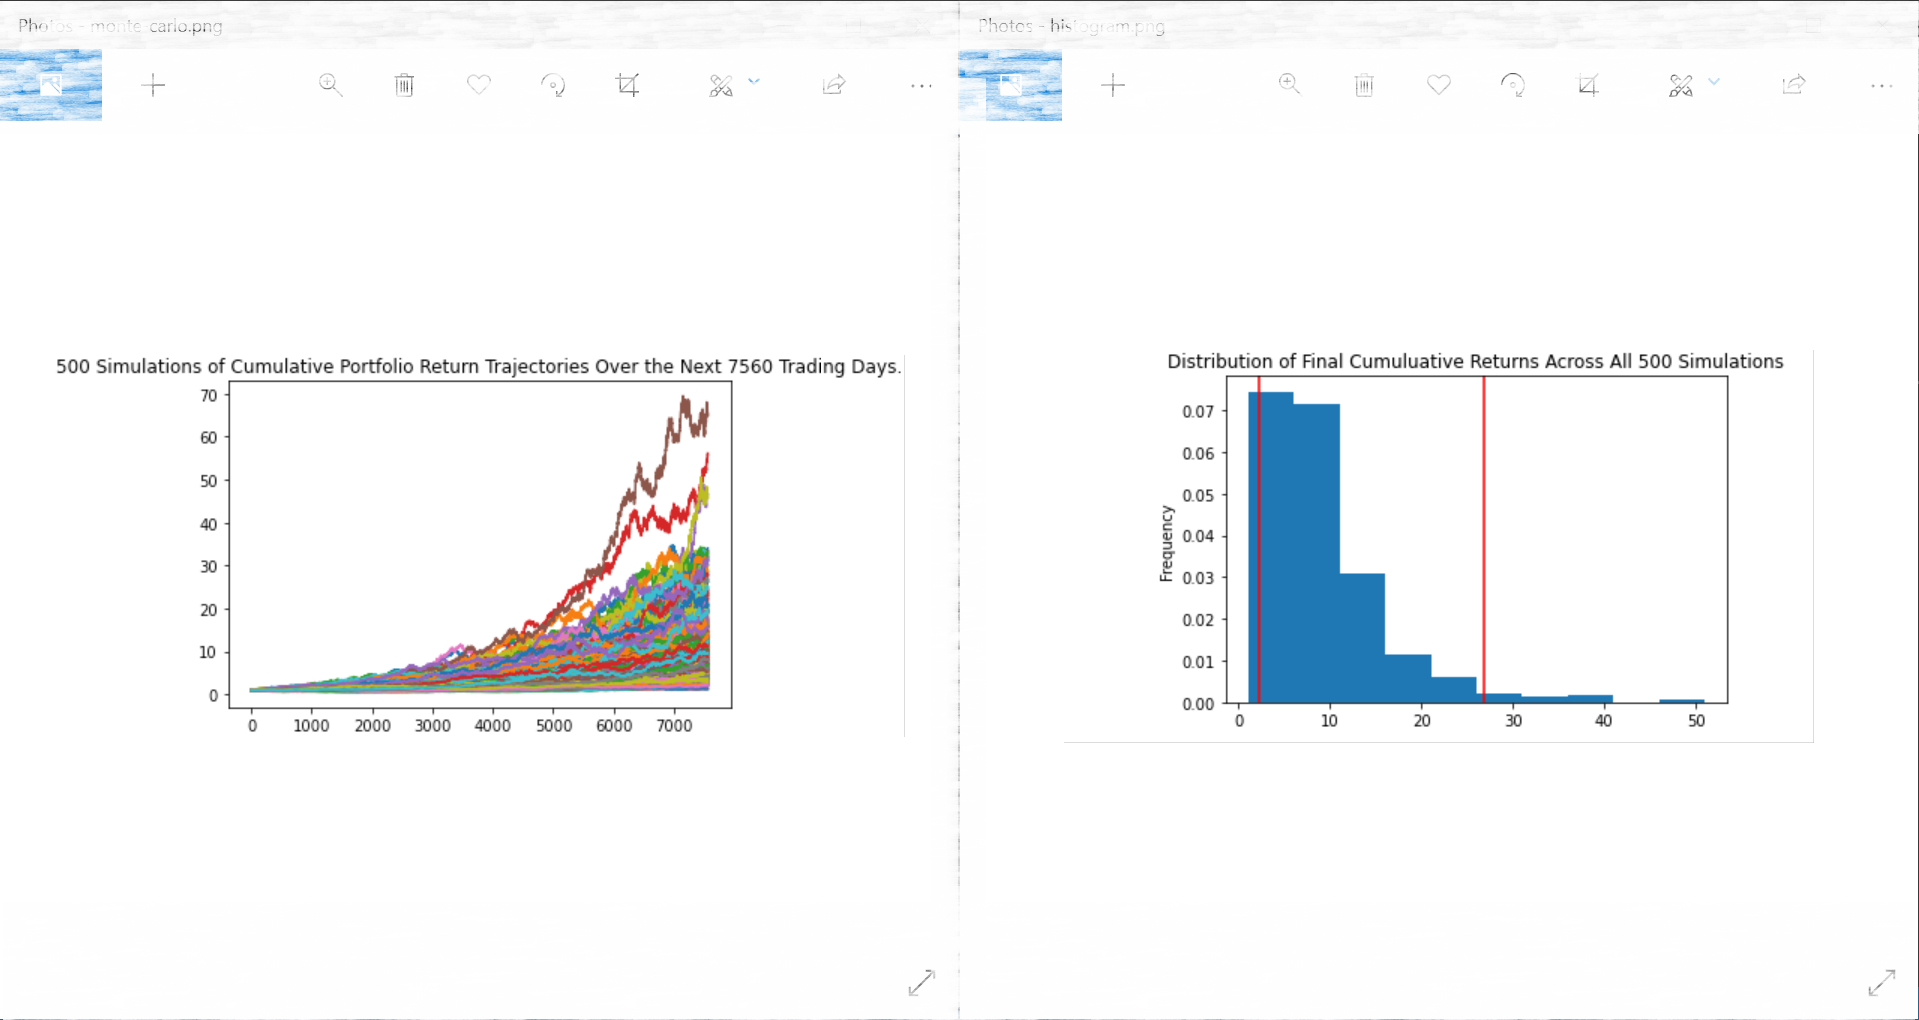 Photos - monte carlo.png
500 Simulations of Cumulative Portfolio Return Trajectories Over the Next 7560 Trading Days.
70
60
50
40
30
20
10
0
0 1000 2000 3000 4000 5000 6000 7000
Photos - histogram.png
Distribution of Final Cumuluative Returns Across All 500 Simulations
Frequency
0.07
0.06
0.05
0.04
0.03
0.02
0.01
0.00
0 10 20 30 40 50